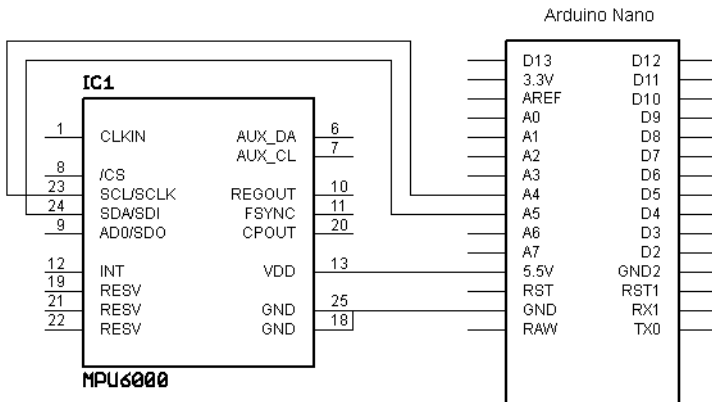 Arduino Nano
IC1
1 CLKIN AUX_DA 6
AUX_CL 7
8 /CS
23 SCL/SCLK REGOUT 10
24 SDA/SDI FSYNC 11
9 AD0/SDO CPOUT 20
12 INT VDD 13
19 RESV
21 RESV GND 25
22 RESV GND 18
MPU6000
D13 D12
3.3V D11
AREF D10
A0 D9
A1 D8
A2 D7
A3 D6
A4 D5
A5 D4
A6 D3
A7 D2
5.5V GND2
RST RST1
GND RX1
RAW TX0